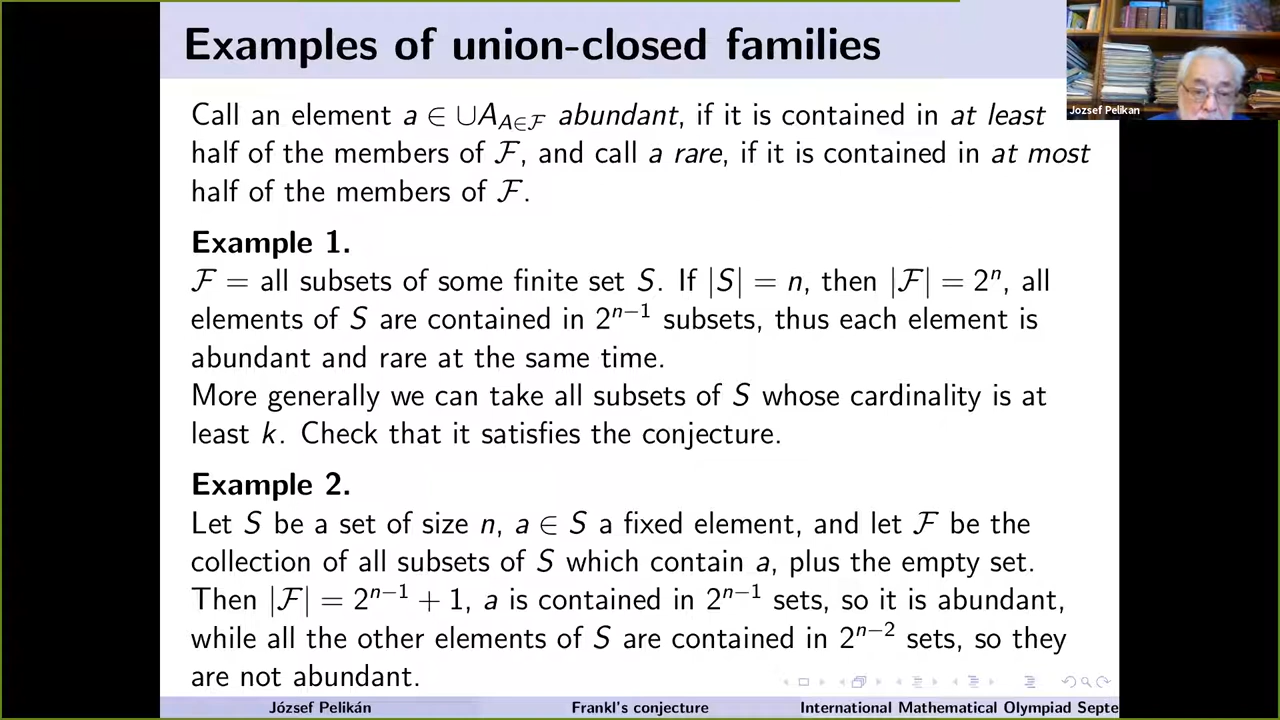 Examples of union-closed families
Jozsef Pelikan
Call an element a ∈ ∪A_{A∈ℱ} abundant, if it is contained in at least
half of the members of ℱ, and call a rare, if it is contained in at most
half of the members of ℱ.
Example 1.
ℱ = all subsets of some finite set S. If |S| = n, then |ℱ| = 2ⁿ, all
elements of S are contained in 2ⁿ⁻¹ subsets, thus each element is
abundant and rare at the same time.
More generally we can take all subsets of S whose cardinality is at
least k. Check that it satisfies the conjecture.
Example 2.
Let S be a set of size n, a ∈ S a fixed element, and let ℱ be the
collection of all subsets of S which contain a, plus the empty set.
Then |ℱ| = 2ⁿ⁻¹ + 1, a is contained in 2ⁿ⁻¹ sets, so it is abundant,
while all the other elements of S are contained in 2ⁿ⁻² sets, so they
are not abundant.
József Pelikán Frankl's conjecture International Mathematical Olympiad Septe